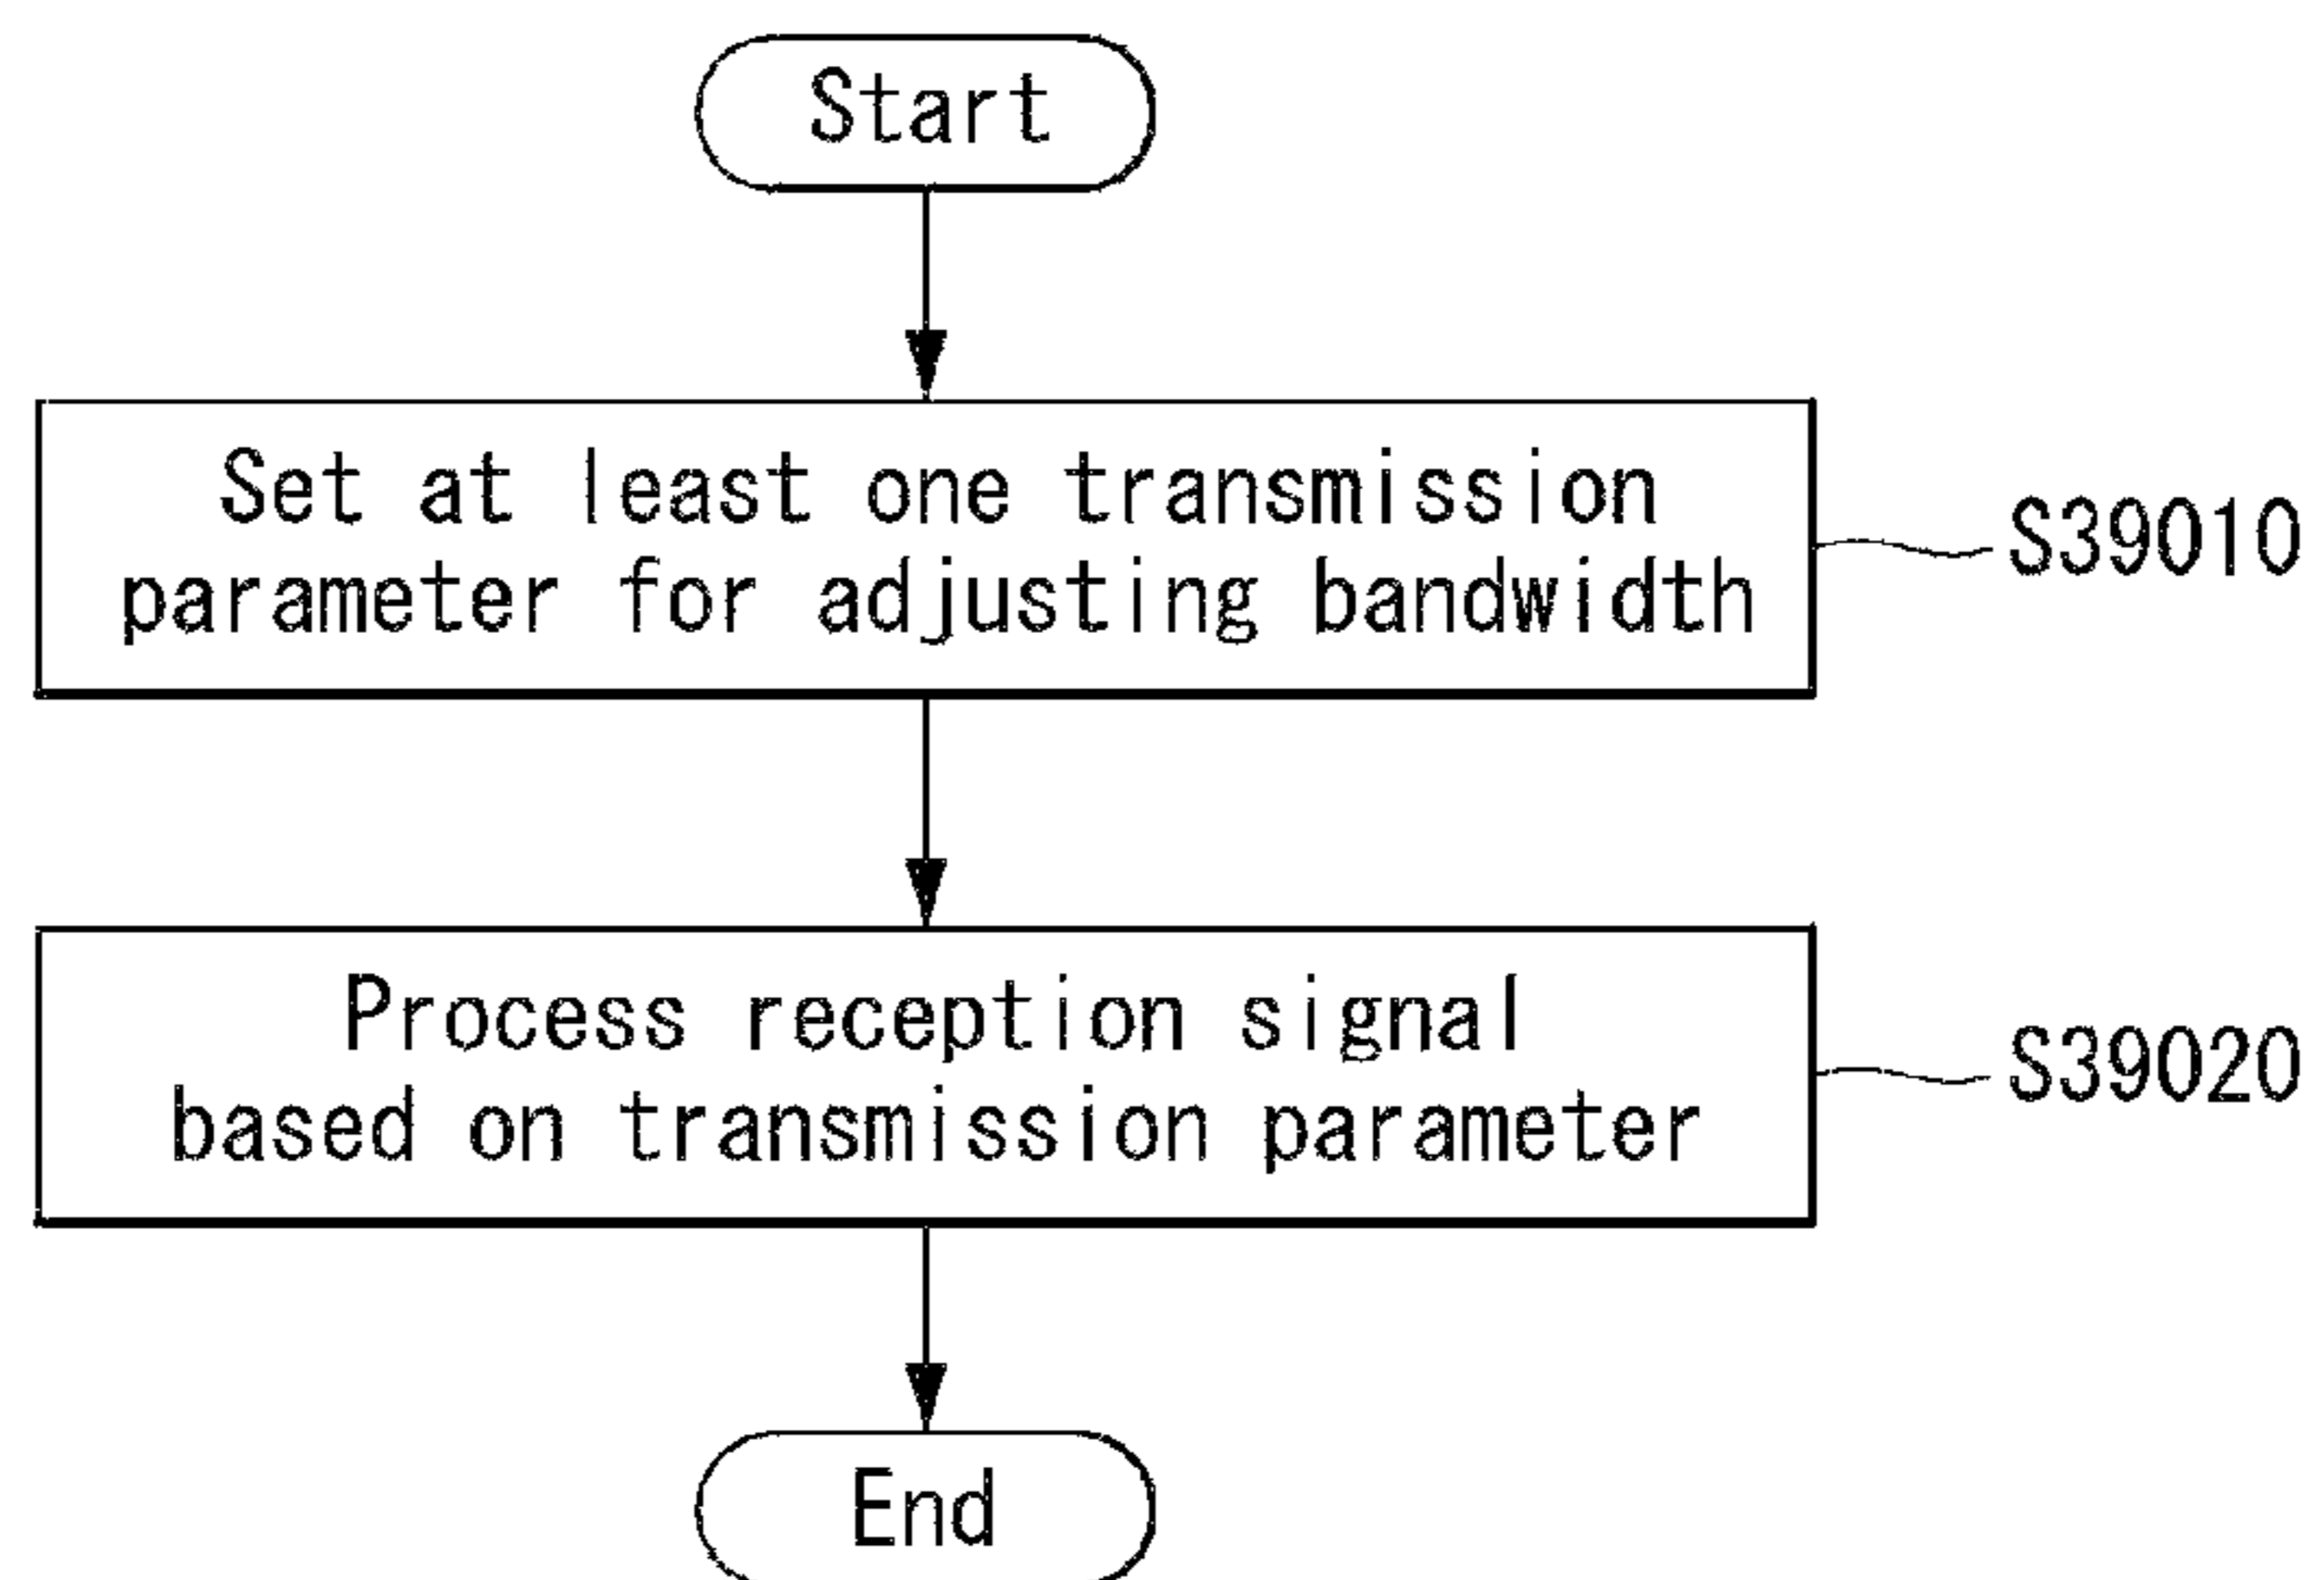 Start
Set at least one transmission
parameter for adjusting bandwidth
S39010
Process reception signal
based on transmission parameter
S39020
End